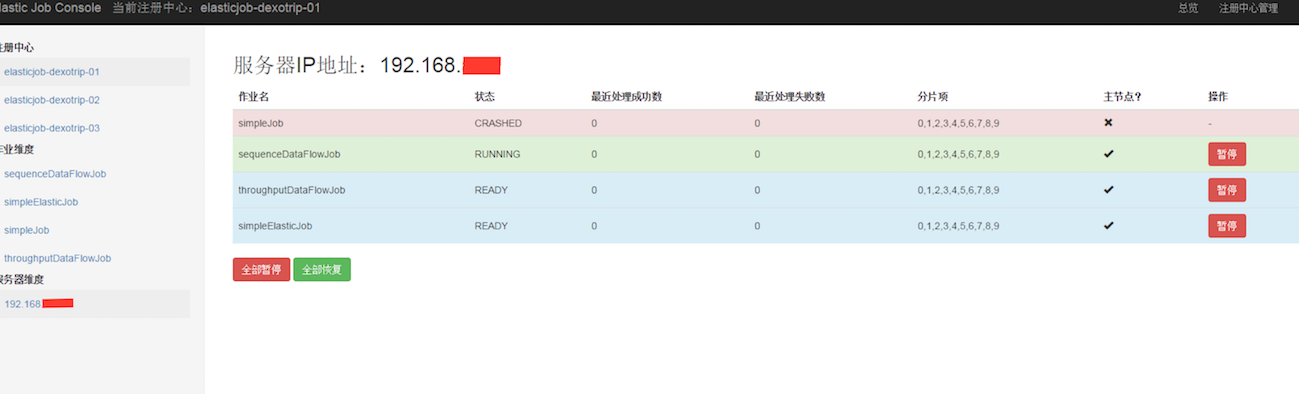 lastic Job Console 当前注册中心：elasticjob-dexotrip-01 总览 注册中心管理
注册中心
elasticjob-dexotrip-01
elasticjob-dexotrip-02
elasticjob-dexotrip-03
作业维度
sequenceDataFlowJob
simpleElasticJob
simpleJob
throughputDataFlowJob
服务器维度
192.168
服务器IP地址：192.168.
作业名 状态 最近处理成功数 最近处理失败数 分片项 主节点? 操作
simpleJob CRASHED 0 0 0,1,2,3,4,5,6,7,8,9 ✖ -
sequenceDataFlowJob RUNNING 0 0 0,1,2,3,4,5,6,7,8,9 ✔ 暂停
throughputDataFlowJob READY 0 0 0,1,2,3,4,5,6,7,8,9 ✔ 暂停
simpleElasticJob READY 0 0 0,1,2,3,4,5,6,7,8,9 ✔ 暂停
全部暂停 全部恢复